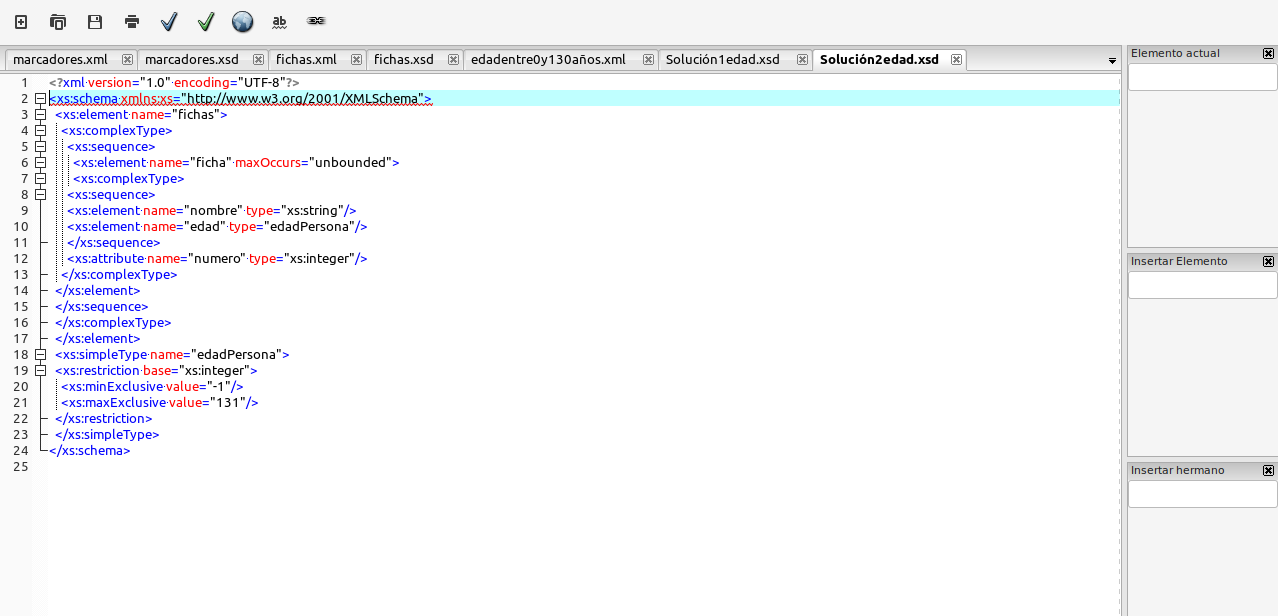 ab
marcadores.xml marcadores.xsd fichas.xml fichas.xsd edadentre0y130años.xml Solución1edad.xsd Solución2edad.xsd
1 <?xml version="1.0" encoding="UTF-8"?>
2 <xs:schema xmlns:xs="http://www.w3.org/2001/XMLSchema">
3 <xs:element name="fichas">
4 <xs:complexType>
5 <xs:sequence>
6 <xs:element name="ficha" maxOccurs="unbounded">
7 <xs:complexType>
8 <xs:sequence>
9 <xs:element name="nombre" type="xs:string"/>
10 <xs:element name="edad" type="edadPersona"/>
11 </xs:sequence>
12 <xs:attribute name="numero" type="xs:integer"/>
13 </xs:complexType>
14 </xs:element>
15 </xs:sequence>
16 </xs:complexType>
17 </xs:element>
18 <xs:simpleType name="edadPersona">
19 <xs:restriction base="xs:integer">
20 <xs:minExclusive value="-1"/>
21 <xs:maxExclusive value="131"/>
22 </xs:restriction>
23 </xs:simpleType>
24 </xs:schema>
25
Elemento actual
Insertar Elemento
Insertar hermano